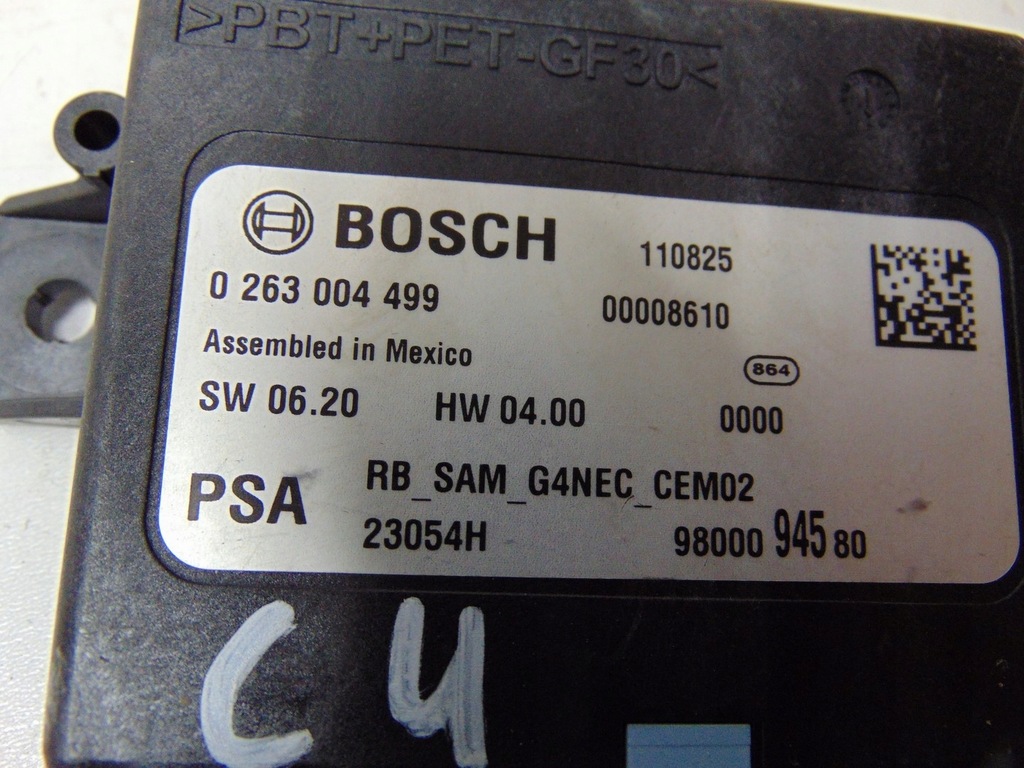 >PBT+PET-GF30<
BOSCH 110825
0 263 004 499 00008610
Assembled in Mexico 864
SW 06.20 HW 04.00 0000
PSA RB_SAM_G4NEC_CEM02
23054H 98000 945 80
C4